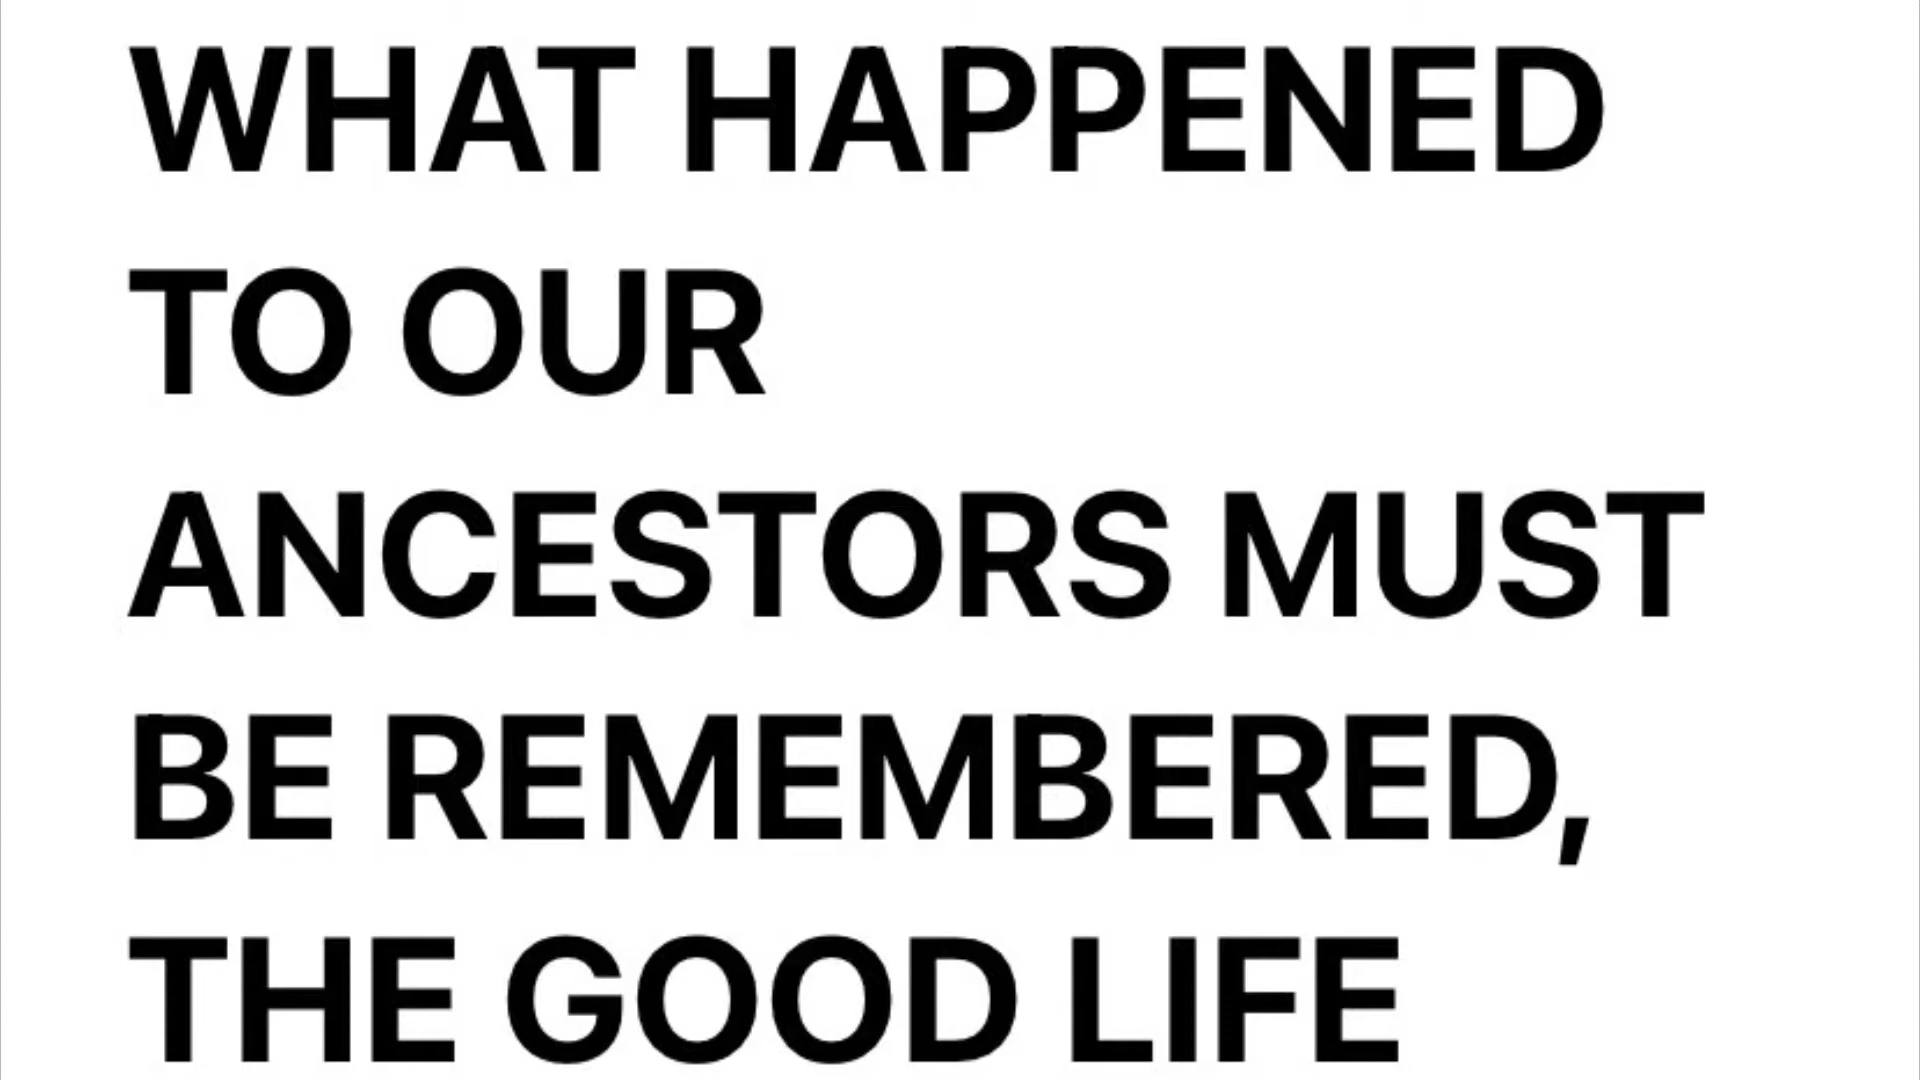 WHAT HAPPENED
TO OUR
ANCESTORS MUST
BE REMEMBERED,
THE GOOD LIFE